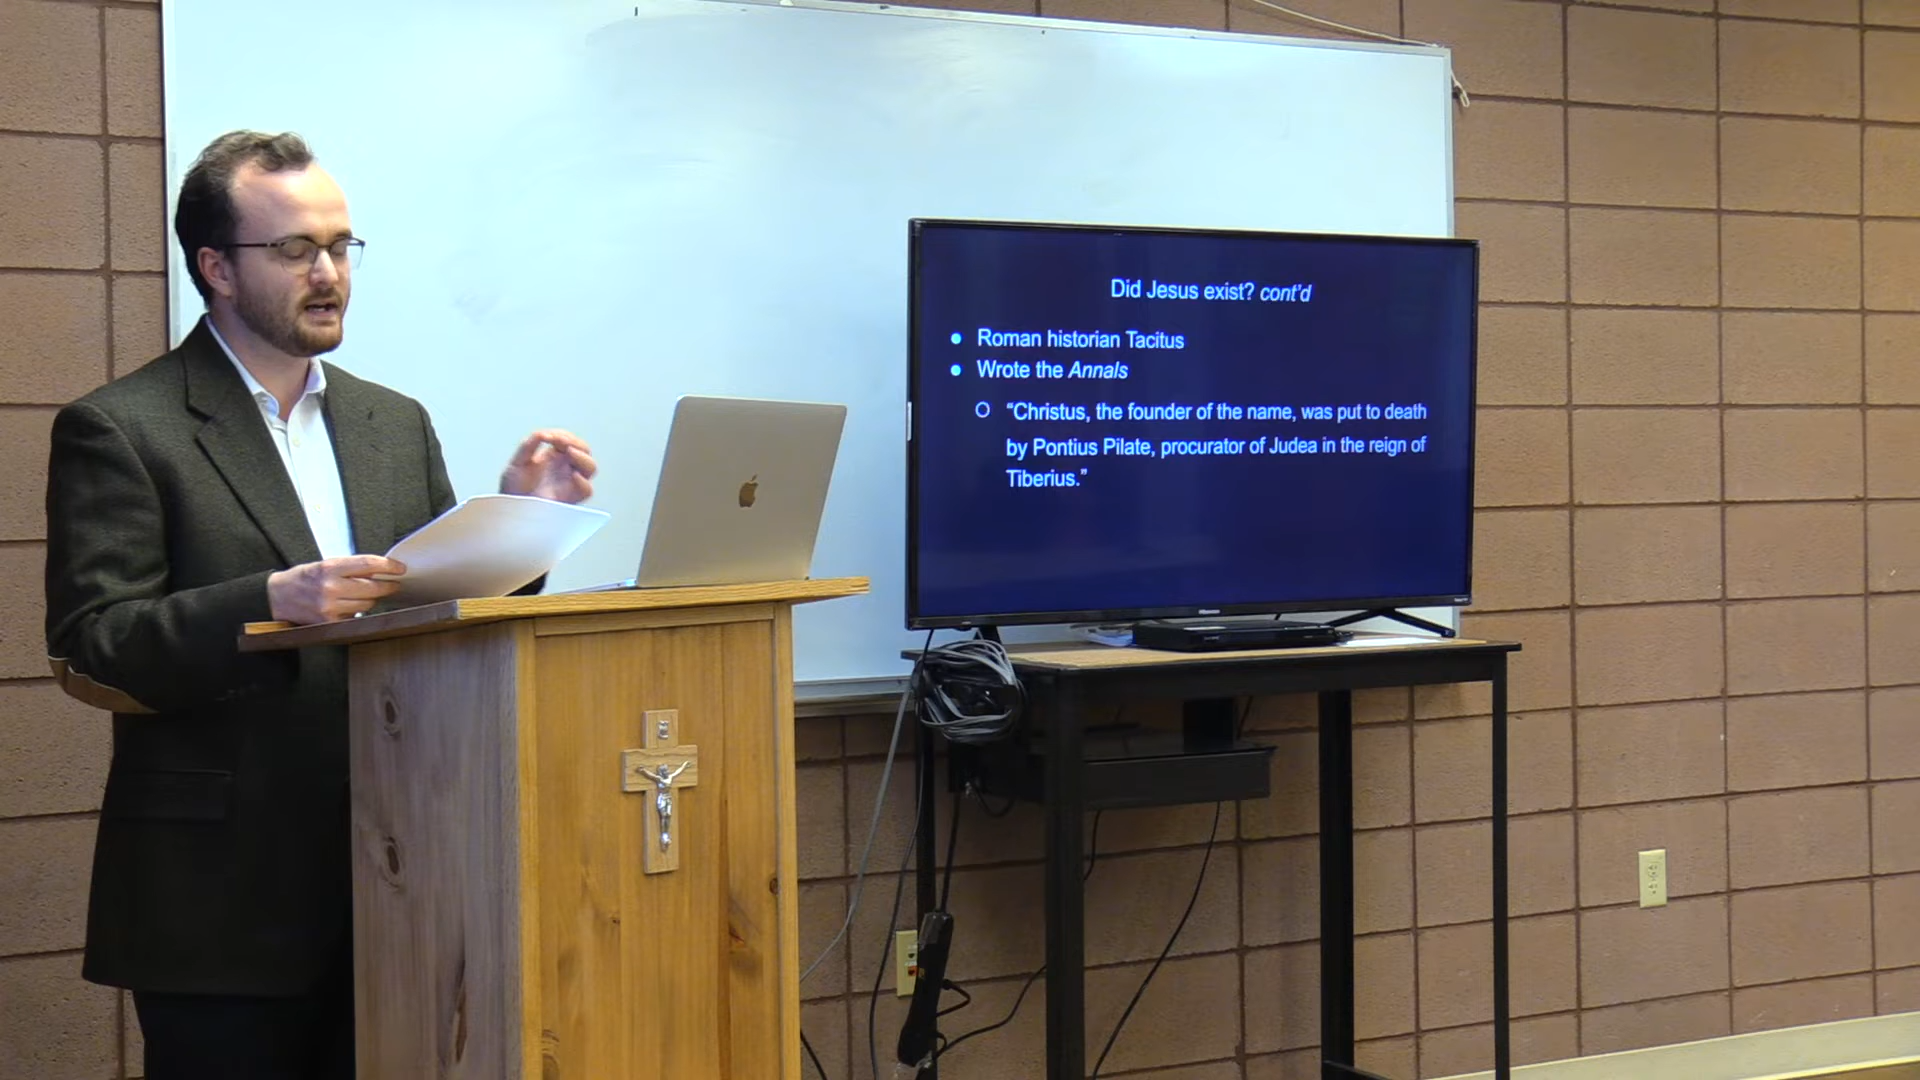 Did Jesus exist? cont'd
● Roman historian Tacitus
● Wrote the Annals
○ “Christus, the founder of the name, was put to death
by Pontius Pilate, procurator of Judea in the reign of
Tiberius.”
Hisense